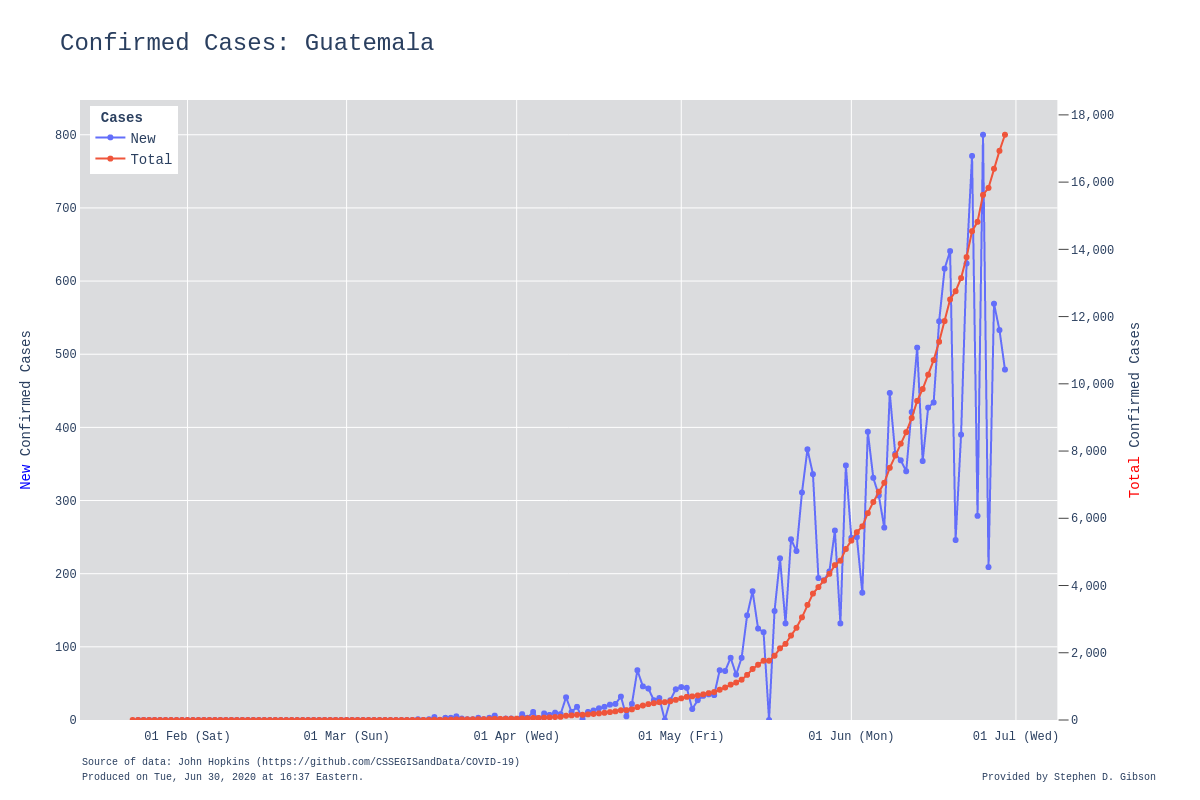 Confirmed Cases: Guatemala
Cases
New
Total
800
700
600
500
400
300
200
100
0
New Confirmed Cases
18,000
16,000
14,000
12,000
10,000
8,000
6,000
4,000
2,000
0
Total Confirmed Cases
01 Feb (Sat)
01 Mar (Sun)
01 Apr (Wed)
01 May (Fri)
01 Jun (Mon)
01 Jul (Wed)
Source of data: John Hopkins (https://github.com/CSSEGISandData/COVID-19)
Produced on Tue, Jun 30, 2020 at 16:37 Eastern.
Provided by Stephen D. Gibson